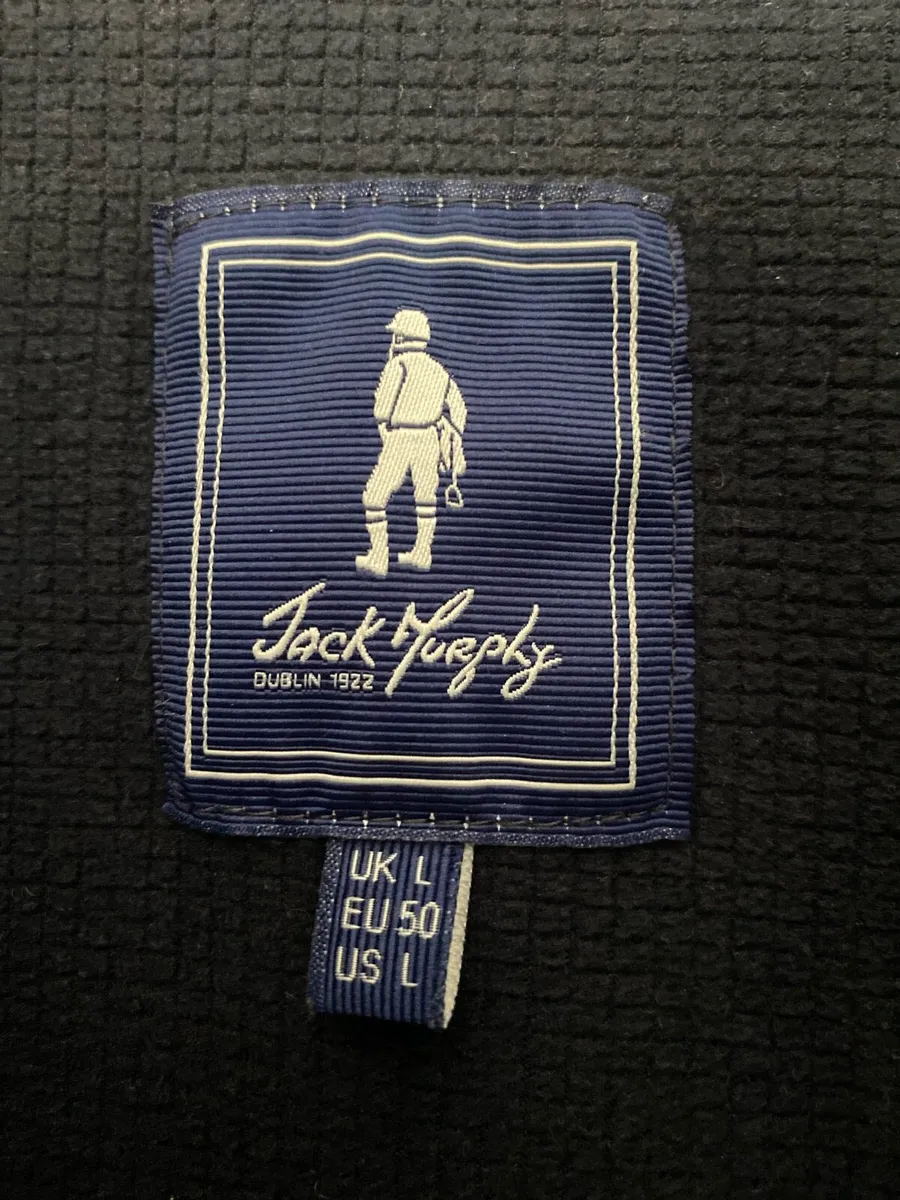 Jack Murphy
DUBLIN 1922
UK L
EU 50
US L